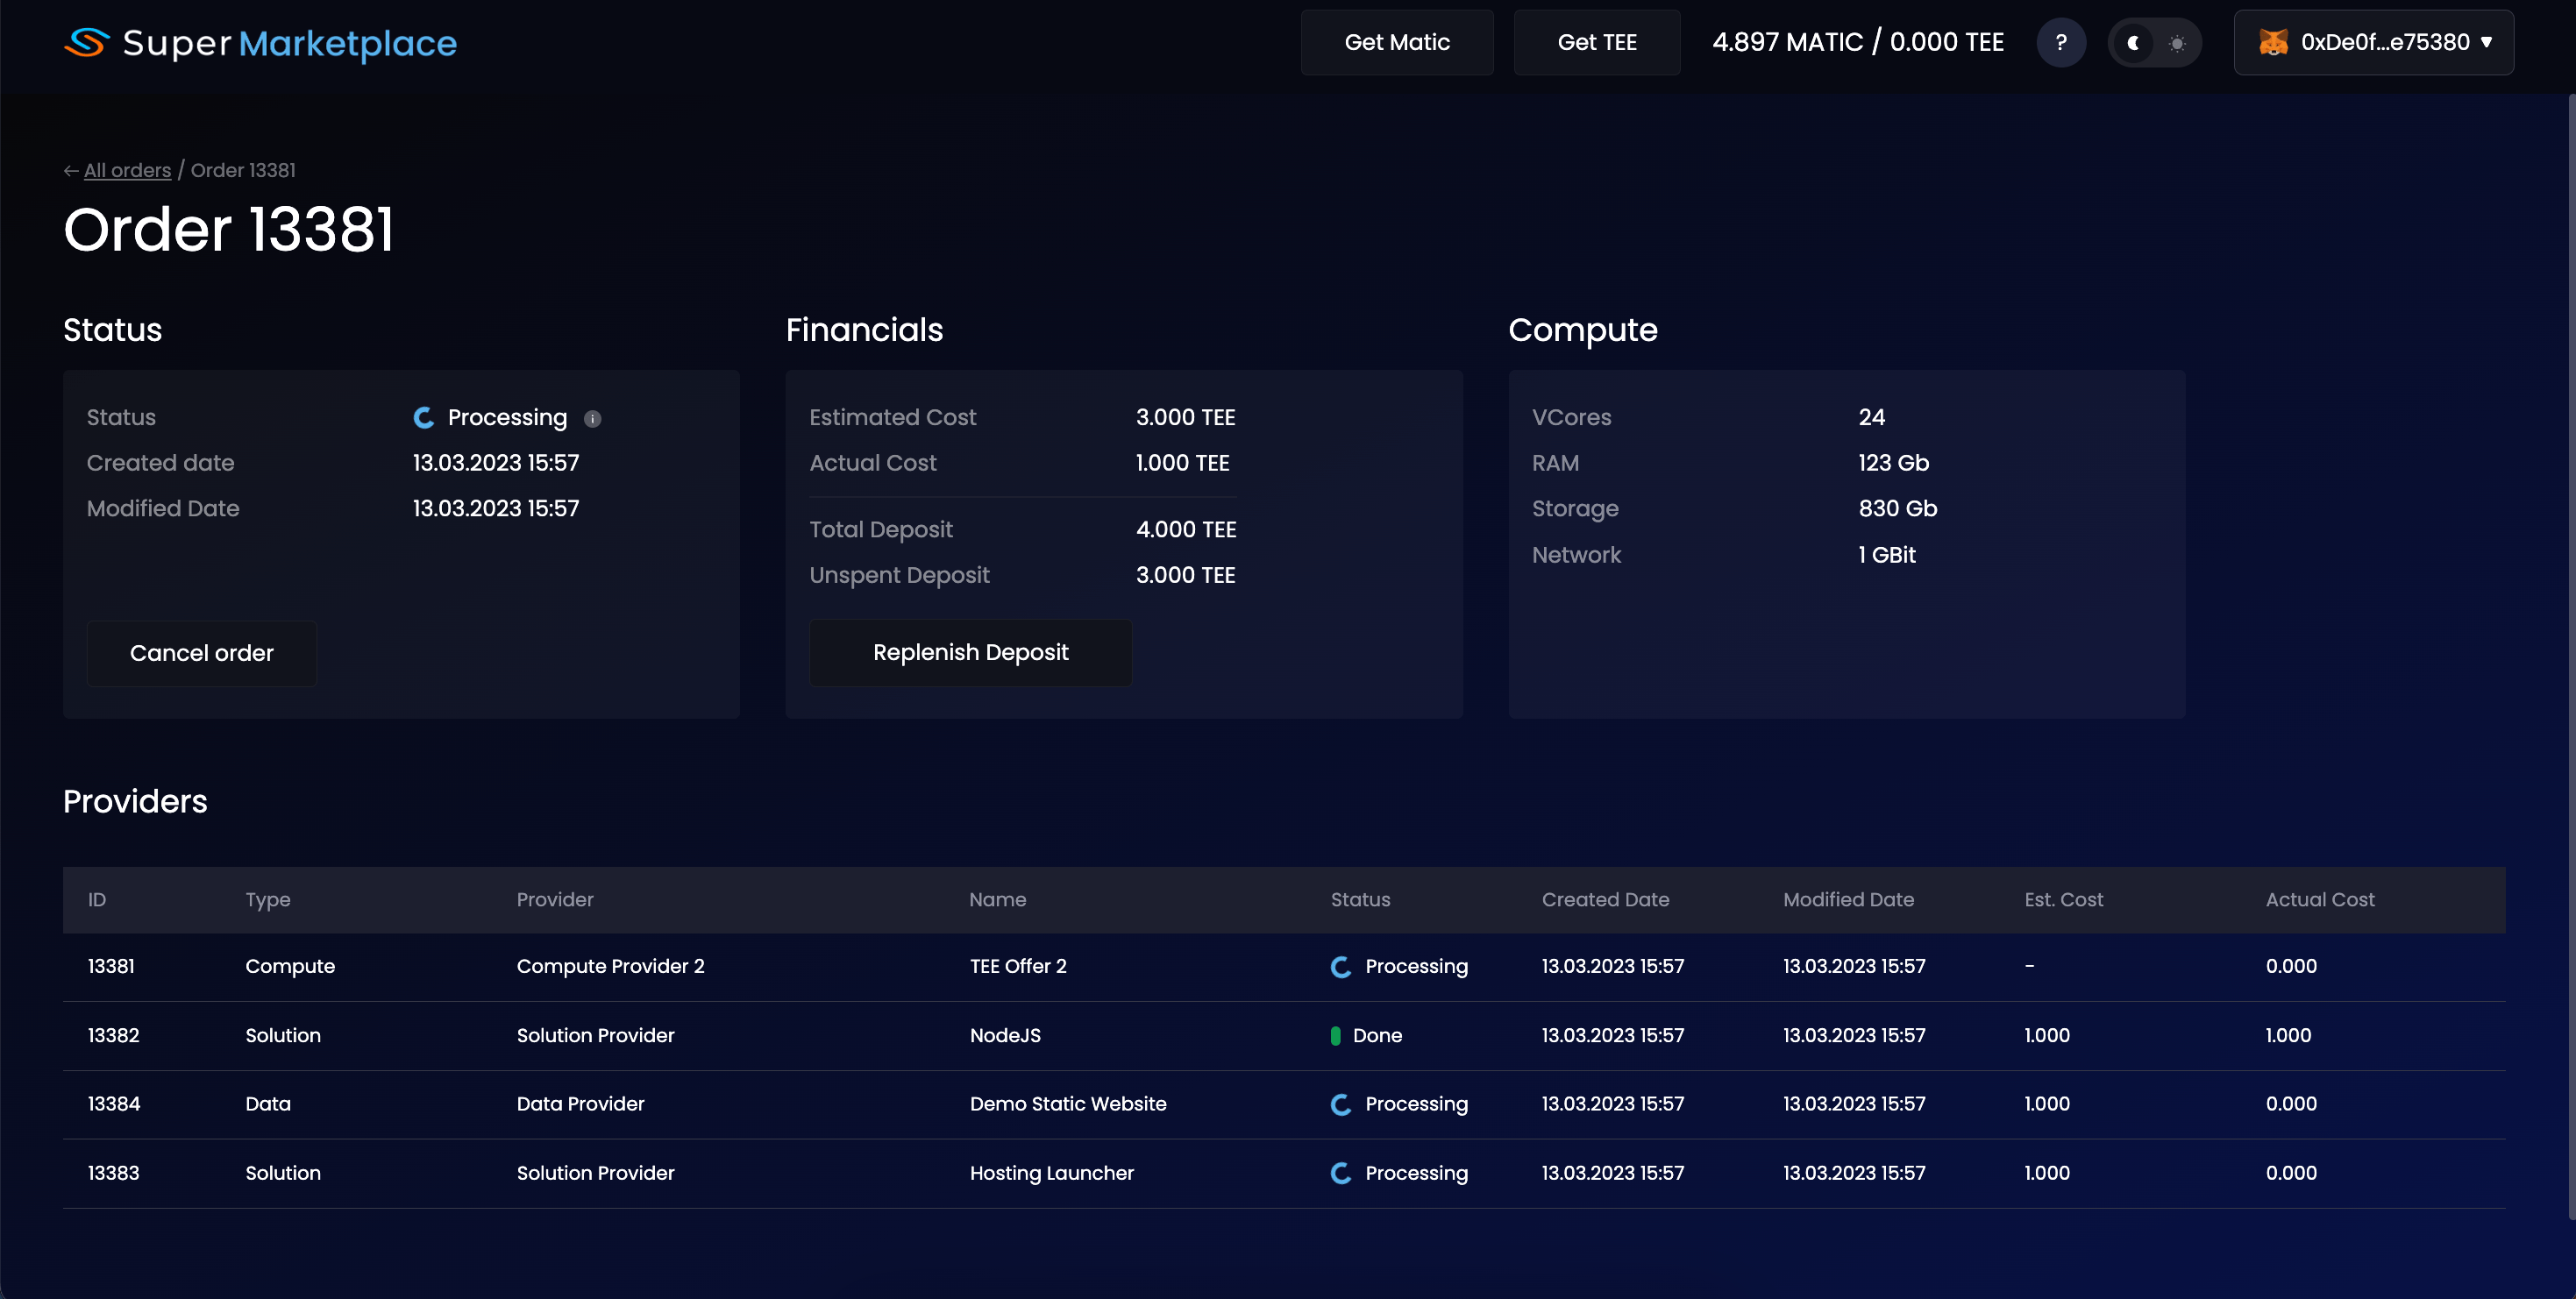 Super Marketplace
Get Matic
Get TEE
4.897 MATIC / 0.000 TEE
?
0xDe0f...e75380 ▼
← All orders / Order 13381
Order 13381
Status
Status Processing i
Created date 13.03.2023 15:57
Modified Date 13.03.2023 15:57
Cancel order
Financials
Estimated Cost 3.000 TEE
Actual Cost 1.000 TEE
Total Deposit 4.000 TEE
Unspent Deposit 3.000 TEE
Replenish Deposit
Compute
VCores 24
RAM 123 Gb
Storage 830 Gb
Network 1 GBit
Providers
ID Type Provider Name Status Created Date Modified Date Est. Cost Actual Cost
13381 Compute Compute Provider 2 TEE Offer 2 Processing 13.03.2023 15:57 13.03.2023 15:57 – 0.000
13382 Solution Solution Provider NodeJS Done 13.03.2023 15:57 13.03.2023 15:57 1.000 1.000
13384 Data Data Provider Demo Static Website Processing 13.03.2023 15:57 13.03.2023 15:57 1.000 0.000
13383 Solution Solution Provider Hosting Launcher Processing 13.03.2023 15:57 13.03.2023 15:57 1.000 0.000